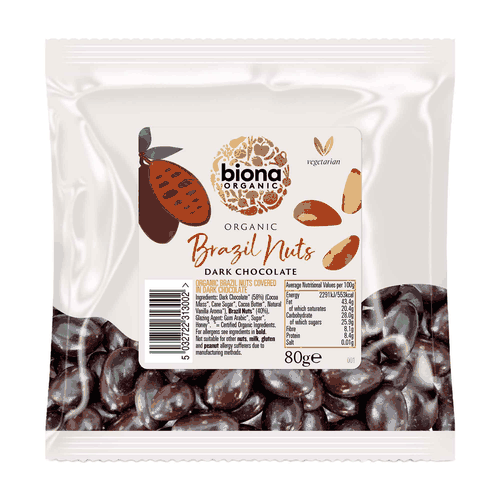 biona
ORGANIC
vegetarian
ORGANIC
Brazil Nuts
DARK CHOCOLATE
ORGANIC BRAZIL NUTS COVERED
IN DARK CHOCOLATE
Ingredients: Dark Chocolate* (58%) (Cocoa
Mass*, Cane Sugar*, Cocoa Butter*, Natural
Vanilla Aroma*), Brazil Nuts* (40%),
Glazing Agent: Gum Arabic*, Sugar*,
Honey*. *= Certified Organic Ingredients.
For allergens see ingredients in bold.
Not suitable for other nuts, milk, gluten
and peanut allergy sufferers due to
manufacturing methods.
Average Nutritional Values per 100g
Energy 2291kJ/553kcal
Fat 43.4g
of which saturates 20.4g
Carbohydrate 28.0g
of which sugars 25.9g
Fibre 8.1g
Protein 8.4g
Salt 0.01g
80g℮
5 032722 313002 >